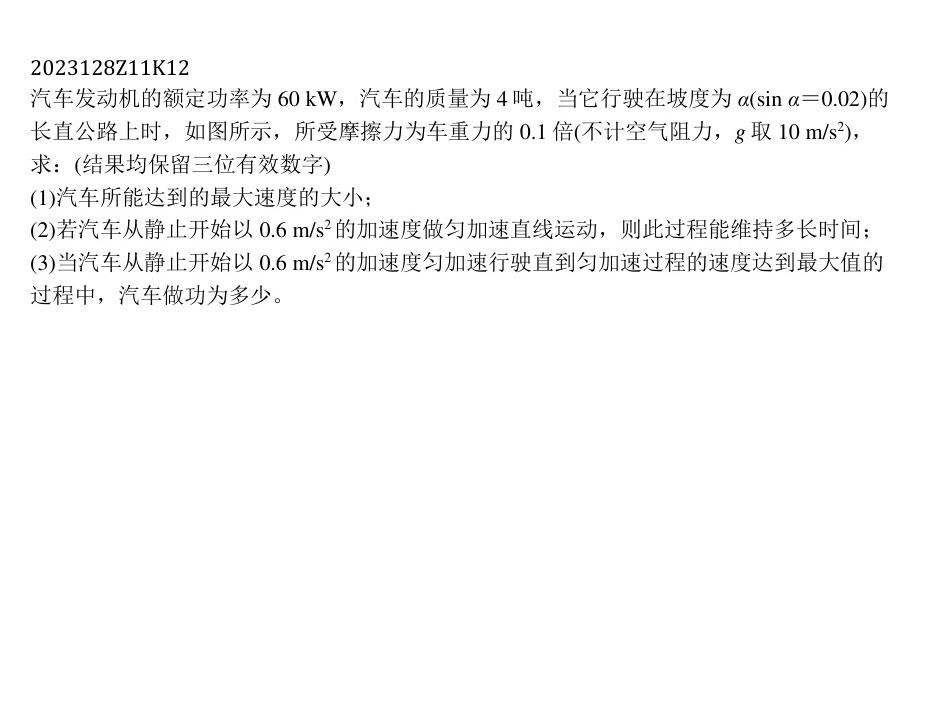 2023128Z11K12
汽车发动机的额定功率为 60 kW，汽车的质量为 4 吨，当它行驶在坡度为 α(sin α＝0.02)的
长直公路上时，如图所示，所受摩擦力为车重力的 0.1 倍(不计空气阻力，g 取 10 m/s²)，
求：(结果均保留三位有效数字)
(1)汽车所能达到的最大速度的大小；
(2)若汽车从静止开始以 0.6 m/s² 的加速度做匀加速直线运动，则此过程能维持多长时间；
(3)当汽车从静止开始以 0.6 m/s² 的加速度匀加速行驶直到匀加速过程的速度达到最大值的
过程中，汽车做功为多少。